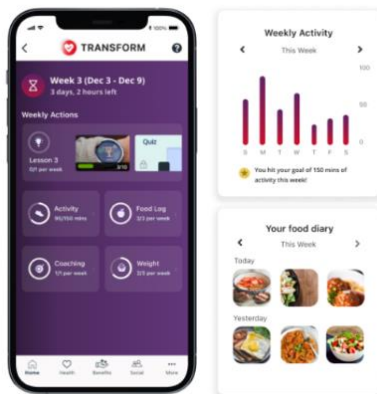 100%
TRANSFORM
?
Week 3 (Dec 3 - Dec 9)
3 days, 2 hours left
Weekly Actions
Quiz
Lesson 3
0/1 per week
Activity
95/150 mins
Food Log
2/3 per week
Coaching
1/1 per week
Weight
2/3 per week
Home
Health
Benefits
Social
More
Weekly Activity
This Week
100
50
0
S M T W T F S
You hit your goal of 150 mins of
activity this week!
Your food diary
This Week
Today
Yesterday